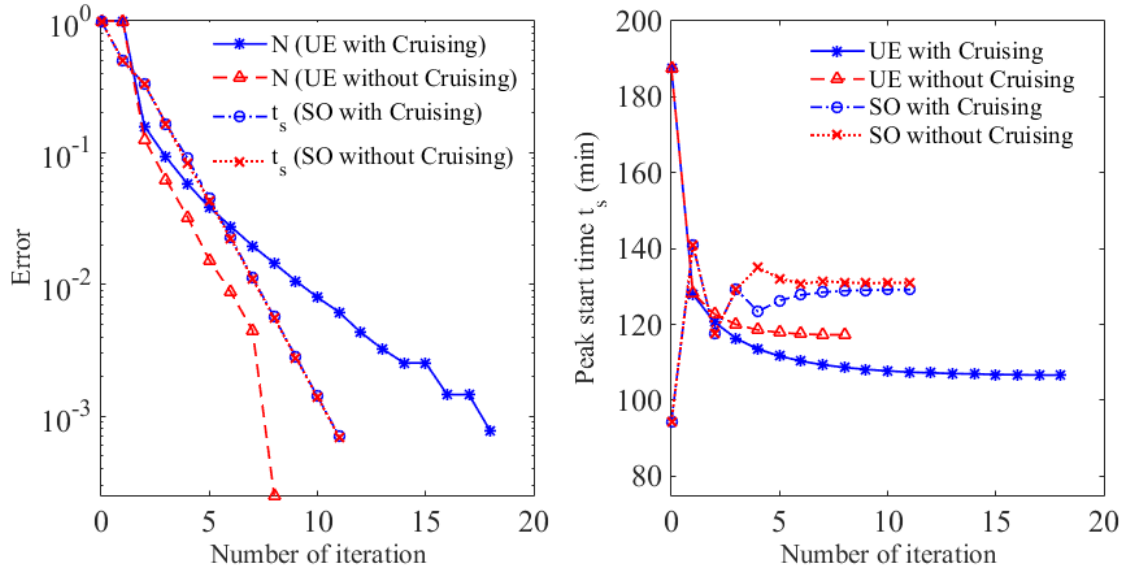 10^0
10^-1
10^-2
10^-3
Error
0 5 10 15 20
Number of iteration
N (UE with Cruising)
N (UE without Cruising)
t_s (SO with Cruising)
t_s (SO without Cruising)
200
180
160
140
120
100
80
Peak start time t_s (min)
0 5 10 15 20
Number of iteration
UE with Cruising
UE without Cruising
SO with Cruising
SO without Cruising